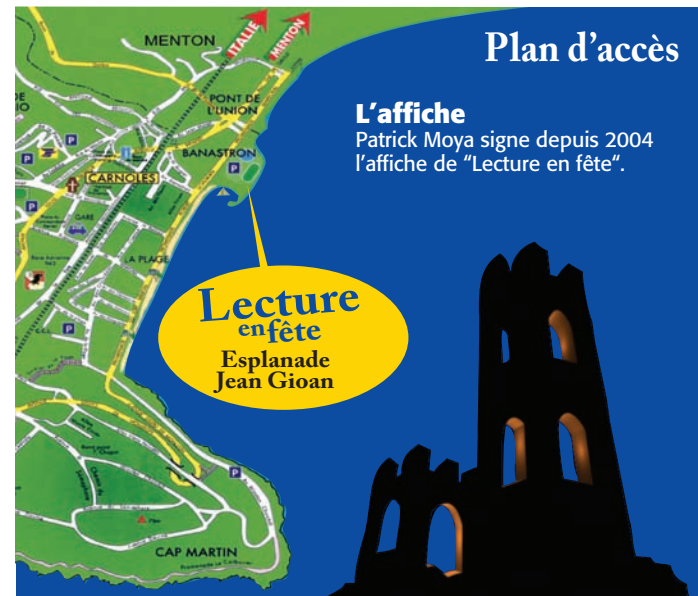 Plan d'accès
L'affiche
Patrick Moya signe depuis 2004
l'affiche de “Lecture en fête“.
ITALIE
MENTON
MENTON
PONT DE
L'UNION
BANASTRON
CARNOLES
GARE
LA PLAGE
Lecture
en fête
Esplanade
Jean Gioan
C.C.I.
CAP MARTIN